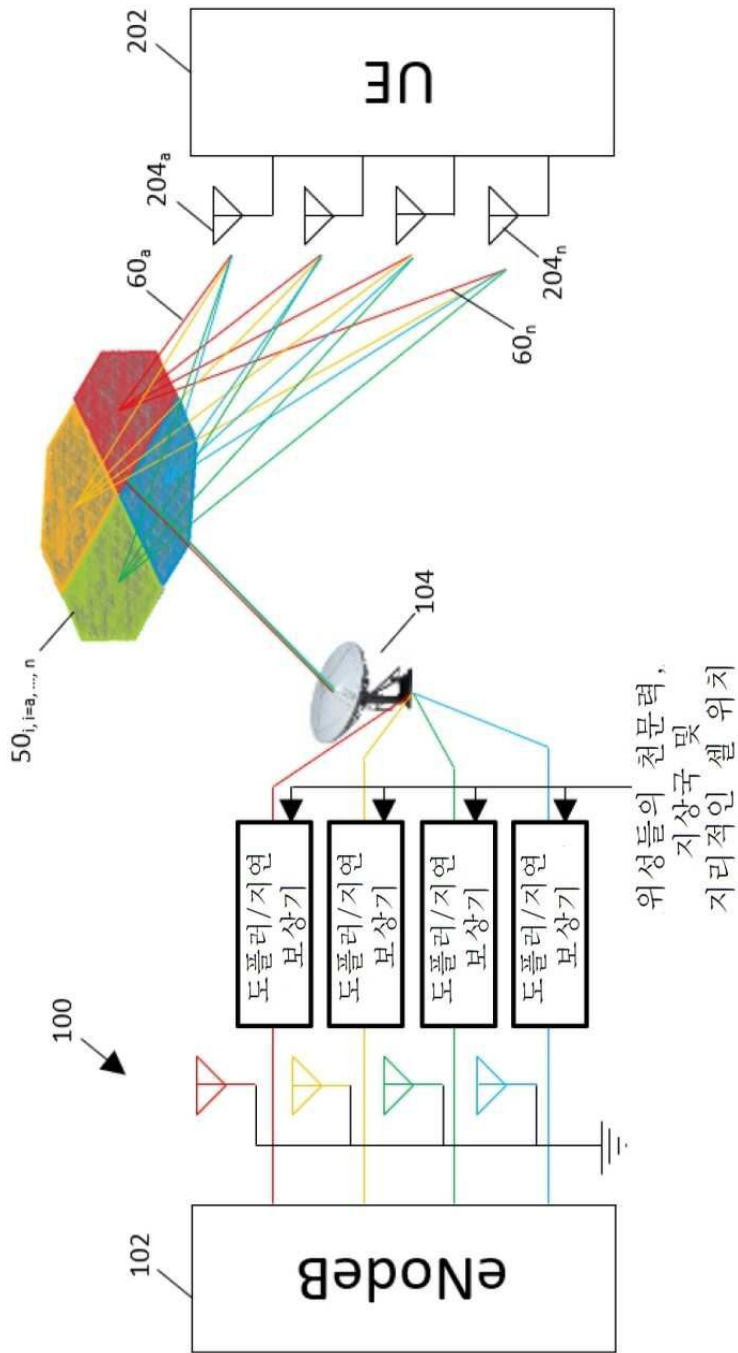 100
102
eNodeB
도플러/지연
보상기
도플러/지연
보상기
도플러/지연
보상기
도플러/지연
보상기
위성들의 천문력,
지상국 및
지리적인 셀 위치
104
50i, i=a, ..., n
60a
60n
204a
204n
202
UE